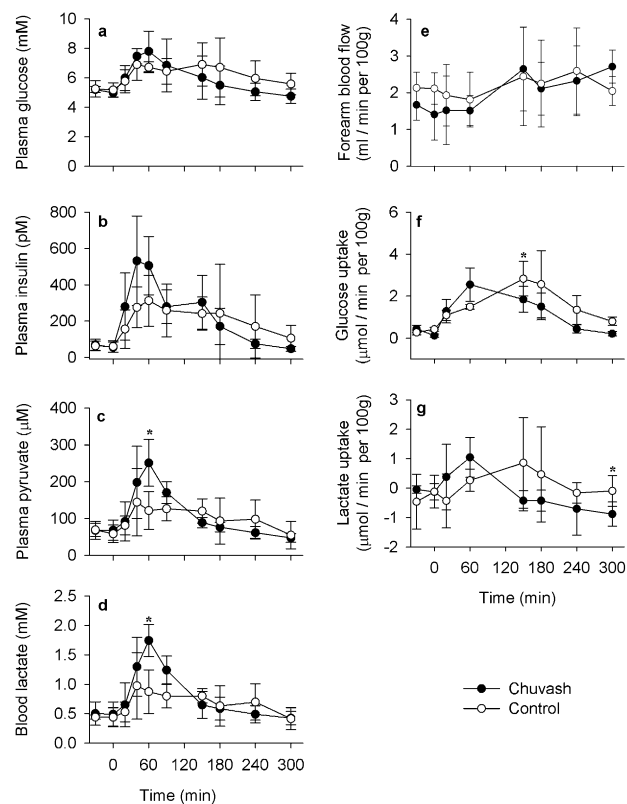 a
Plasma glucose (mM)
10
8
6
4
2
0
b
Plasma insulin (pM)
800
600
400
200
0
c
*
Plasma pyruvate (μM)
400
300
200
100
0
d
*
Blood lactate (mM)
2.5
2.0
1.5
1.0
0.5
0.0
0 60 120 180 240 300
Time (min)
e
Forearm blood flow
(ml / min per 100g)
4
3
2
1
0
f
*
Glucose uptake
(μmol / min per 100g)
6
4
2
0
g
*
Lactate uptake
(μmol / min per 100g)
4
3
2
1
0
-1
-2
0 60 120 180 240 300
Time (min)
Chuvash
Control